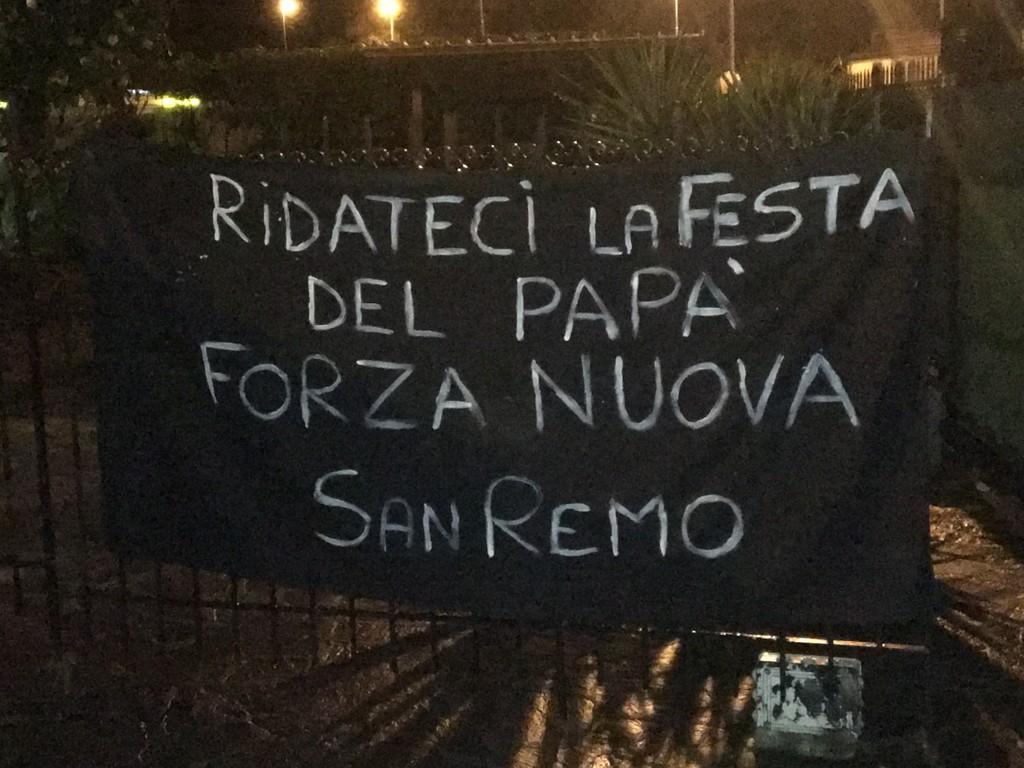 RiDATECi LA FESTA
DEL PAPÀ
FORZA NUOVA
SAN REMO